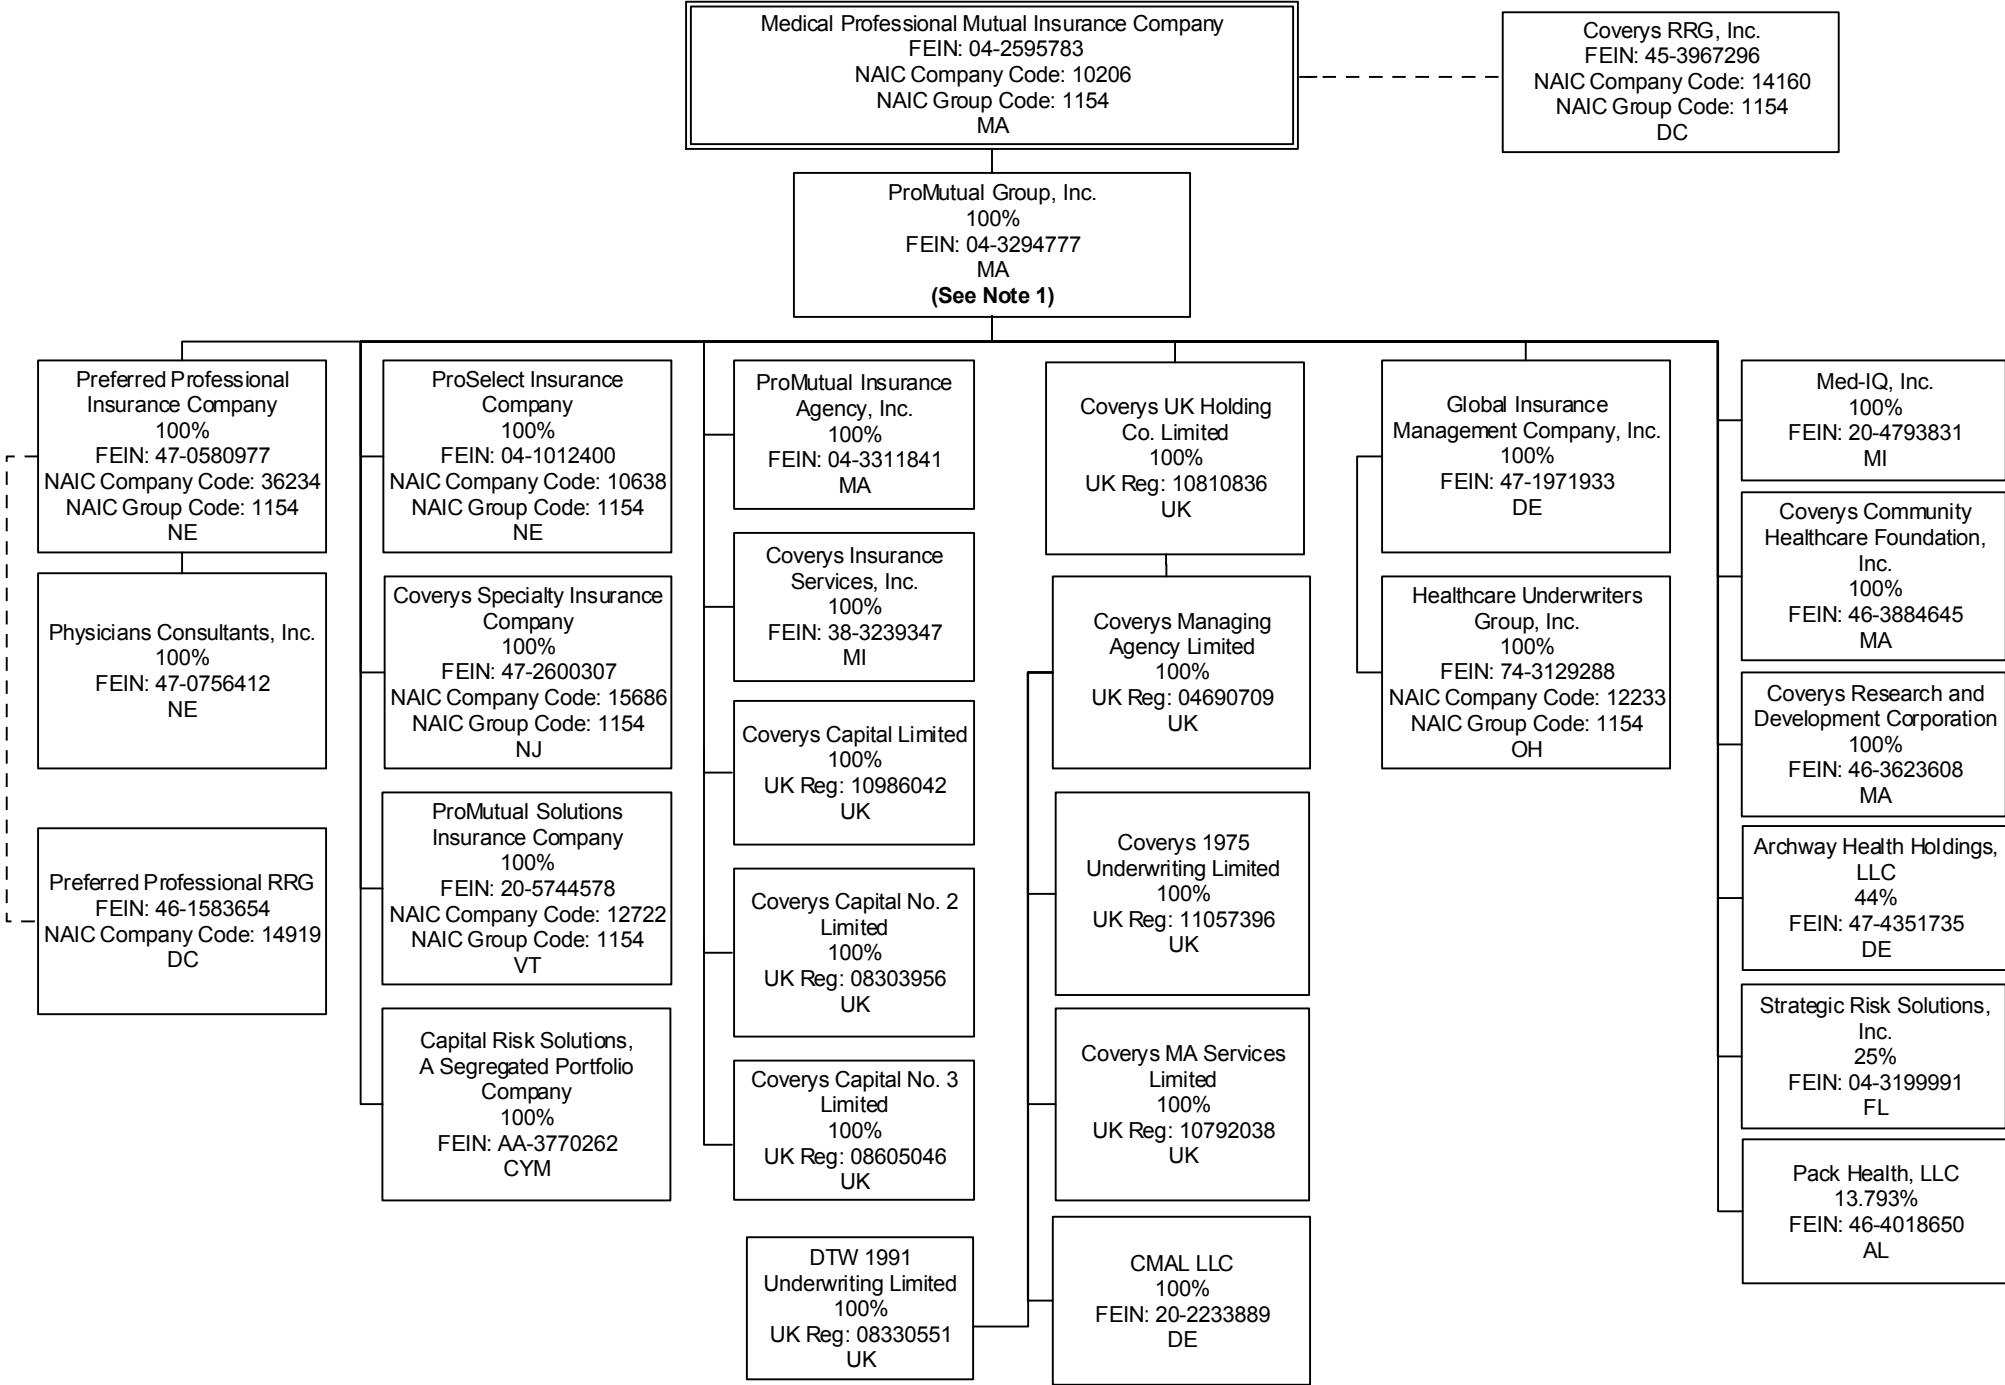 Medical Professional Mutual Insurance Company
FEIN: 04-2595783
NAIC Company Code: 10206
NAIC Group Code: 1154
MA
Coverys RRG, Inc.
FEIN: 45-3967296
NAIC Company Code: 14160
NAIC Group Code: 1154
DC
ProMutual Group, Inc.
100%
FEIN: 04-3294777
MA
(See Note 1)
Preferred Professional
Insurance Company
100%
FEIN: 47-0580977
NAIC Company Code: 36234
NAIC Group Code: 1154
NE
Physicians Consultants, Inc.
100%
FEIN: 47-0756412
NE
Preferred Professional RRG
FEIN: 46-1583654
NAIC Company Code: 14919
DC
ProSelect Insurance
Company
100%
FEIN: 04-1012400
NAIC Company Code: 10638
NAIC Group Code: 1154
NE
Coverys Specialty Insurance
Company
100%
FEIN: 47-2600307
NAIC Company Code: 15686
NAIC Group Code: 1154
NJ
ProMutual Solutions
Insurance Company
100%
FEIN: 20-5744578
NAIC Company Code: 12722
NAIC Group Code: 1154
VT
Capital Risk Solutions,
A Segregated Portfolio
Company
100%
FEIN: AA-3770262
CYM
ProMutual Insurance
Agency, Inc.
100%
FEIN: 04-3311841
MA
Coverys Insurance
Services, Inc.
100%
FEIN: 38-3239347
MI
Coverys Capital Limited
100%
UK Reg: 10986042
UK
Coverys Capital No. 2
Limited
100%
UK Reg: 08303956
UK
Coverys Capital No. 3
Limited
100%
UK Reg: 08605046
UK
DTW 1991
Underwriting Limited
100%
UK Reg: 08330551
UK
Coverys UK Holding
Co. Limited
100%
UK Reg: 10810836
UK
Coverys Managing
Agency Limited
100%
UK Reg: 04690709
UK
Coverys 1975
Underwriting Limited
100%
UK Reg: 11057396
UK
Coverys MA Services
Limited
100%
UK Reg: 10792038
UK
CMAL LLC
100%
FEIN: 20-2233889
DE
Global Insurance
Management Company, Inc.
100%
FEIN: 47-1971933
DE
Healthcare Underwriters
Group, Inc.
100%
FEIN: 74-3129288
NAIC Company Code: 12233
NAIC Group Code: 1154
OH
Med-IQ, Inc.
100%
FEIN: 20-4793831
MI
Coverys Community
Healthcare Foundation,
Inc.
100%
FEIN: 46-3884645
MA
Coverys Research and
Development Corporation
100%
FEIN: 46-3623608
MA
Archway Health Holdings,
LLC
44%
FEIN: 47-4351735
DE
Strategic Risk Solutions,
Inc.
25%
FEIN: 04-3199991
FL
Pack Health, LLC
13.793%
FEIN: 46-4018650
AL